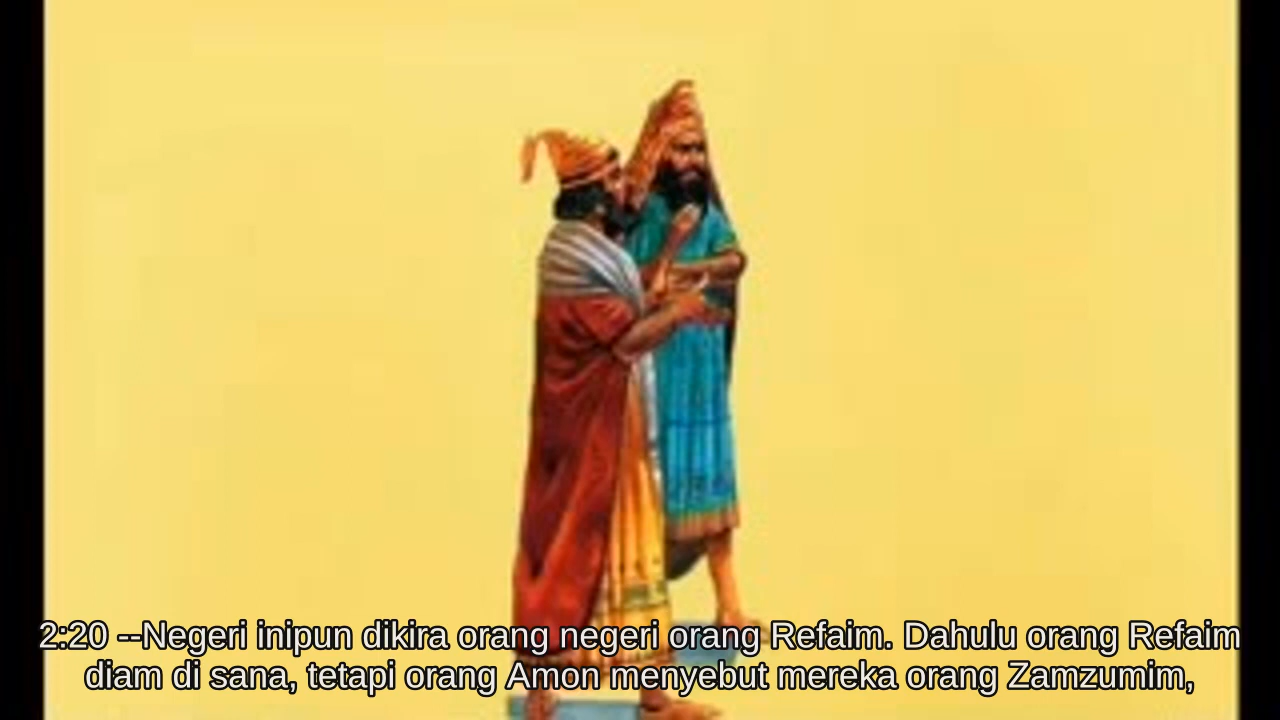 2:20 --Negeri inipun dikira orang negeri orang Refaim. Dahulu orang Refaim
diam di sana, tetapi orang Amon menyebut mereka orang Zamzumim,